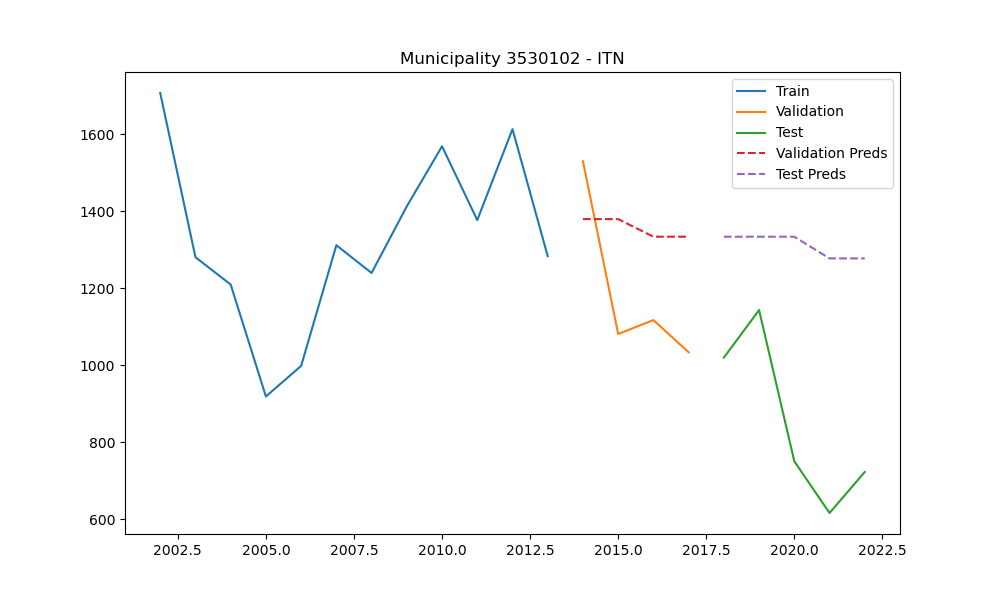 Municipality 3530102 - ITN
Train
Validation
Test
Validation Preds
Test Preds
1600
1400
1200
1000
800
600
2002.5 2005.0 2007.5 2010.0 2012.5 2015.0 2017.5 2020.0 2022.5